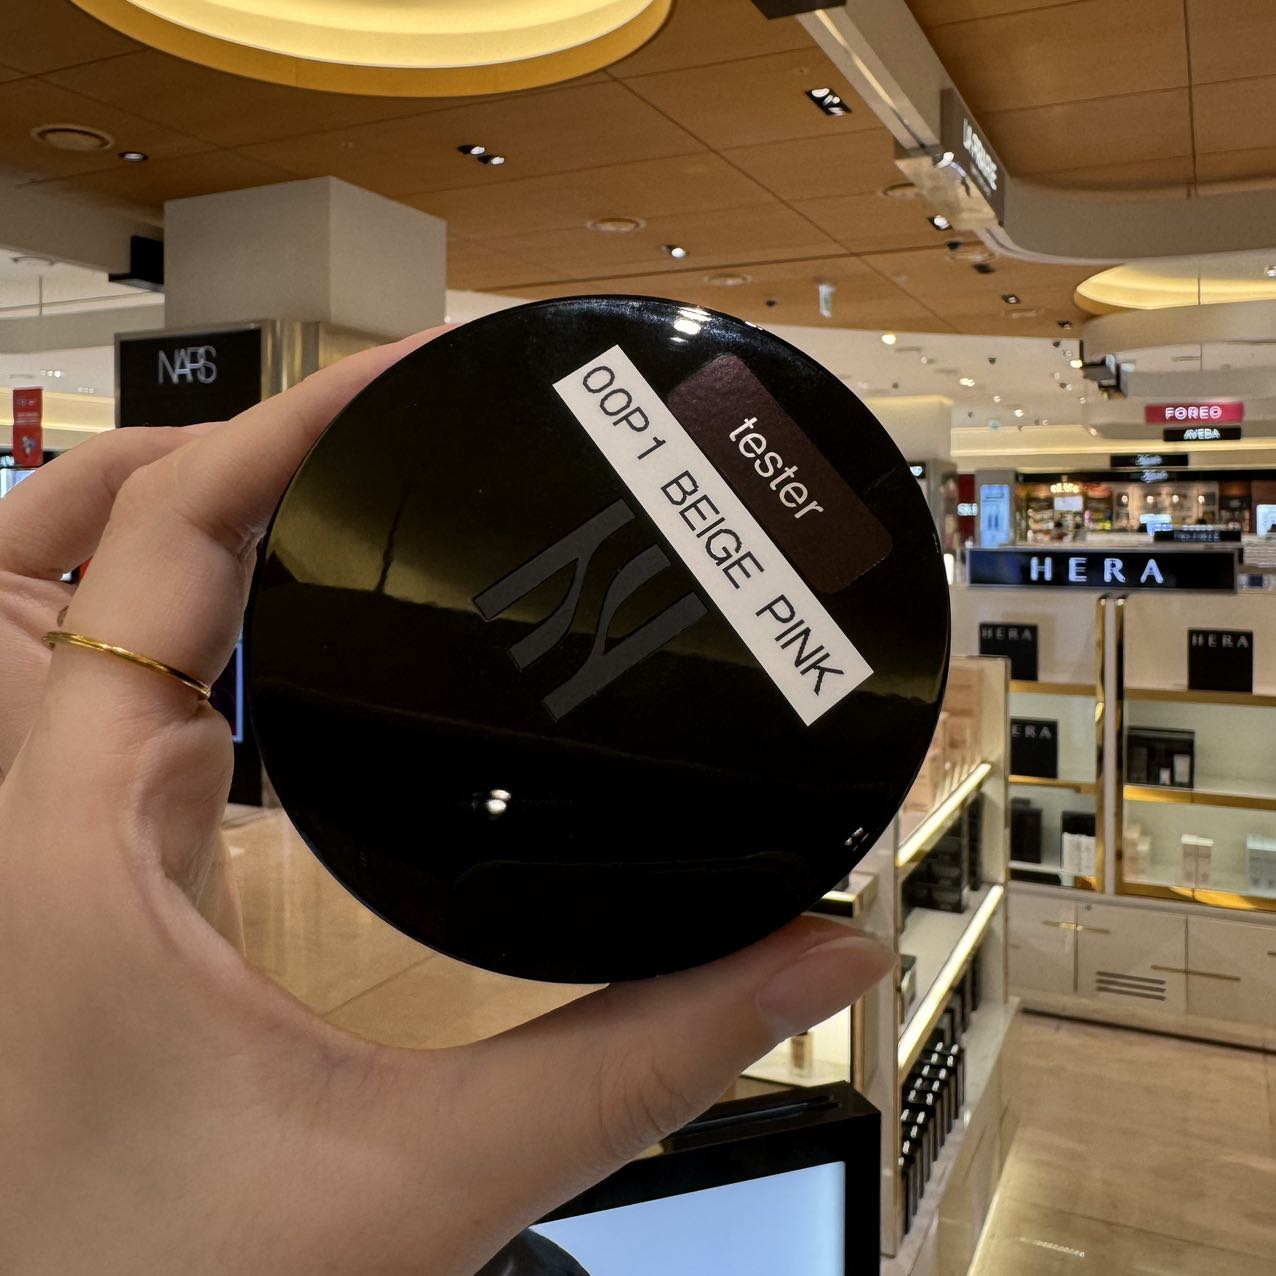 NARS
OOP1 BEIGE PINK
tester
FOREO
AVEDA
HERA
HERA
HERA
HERA